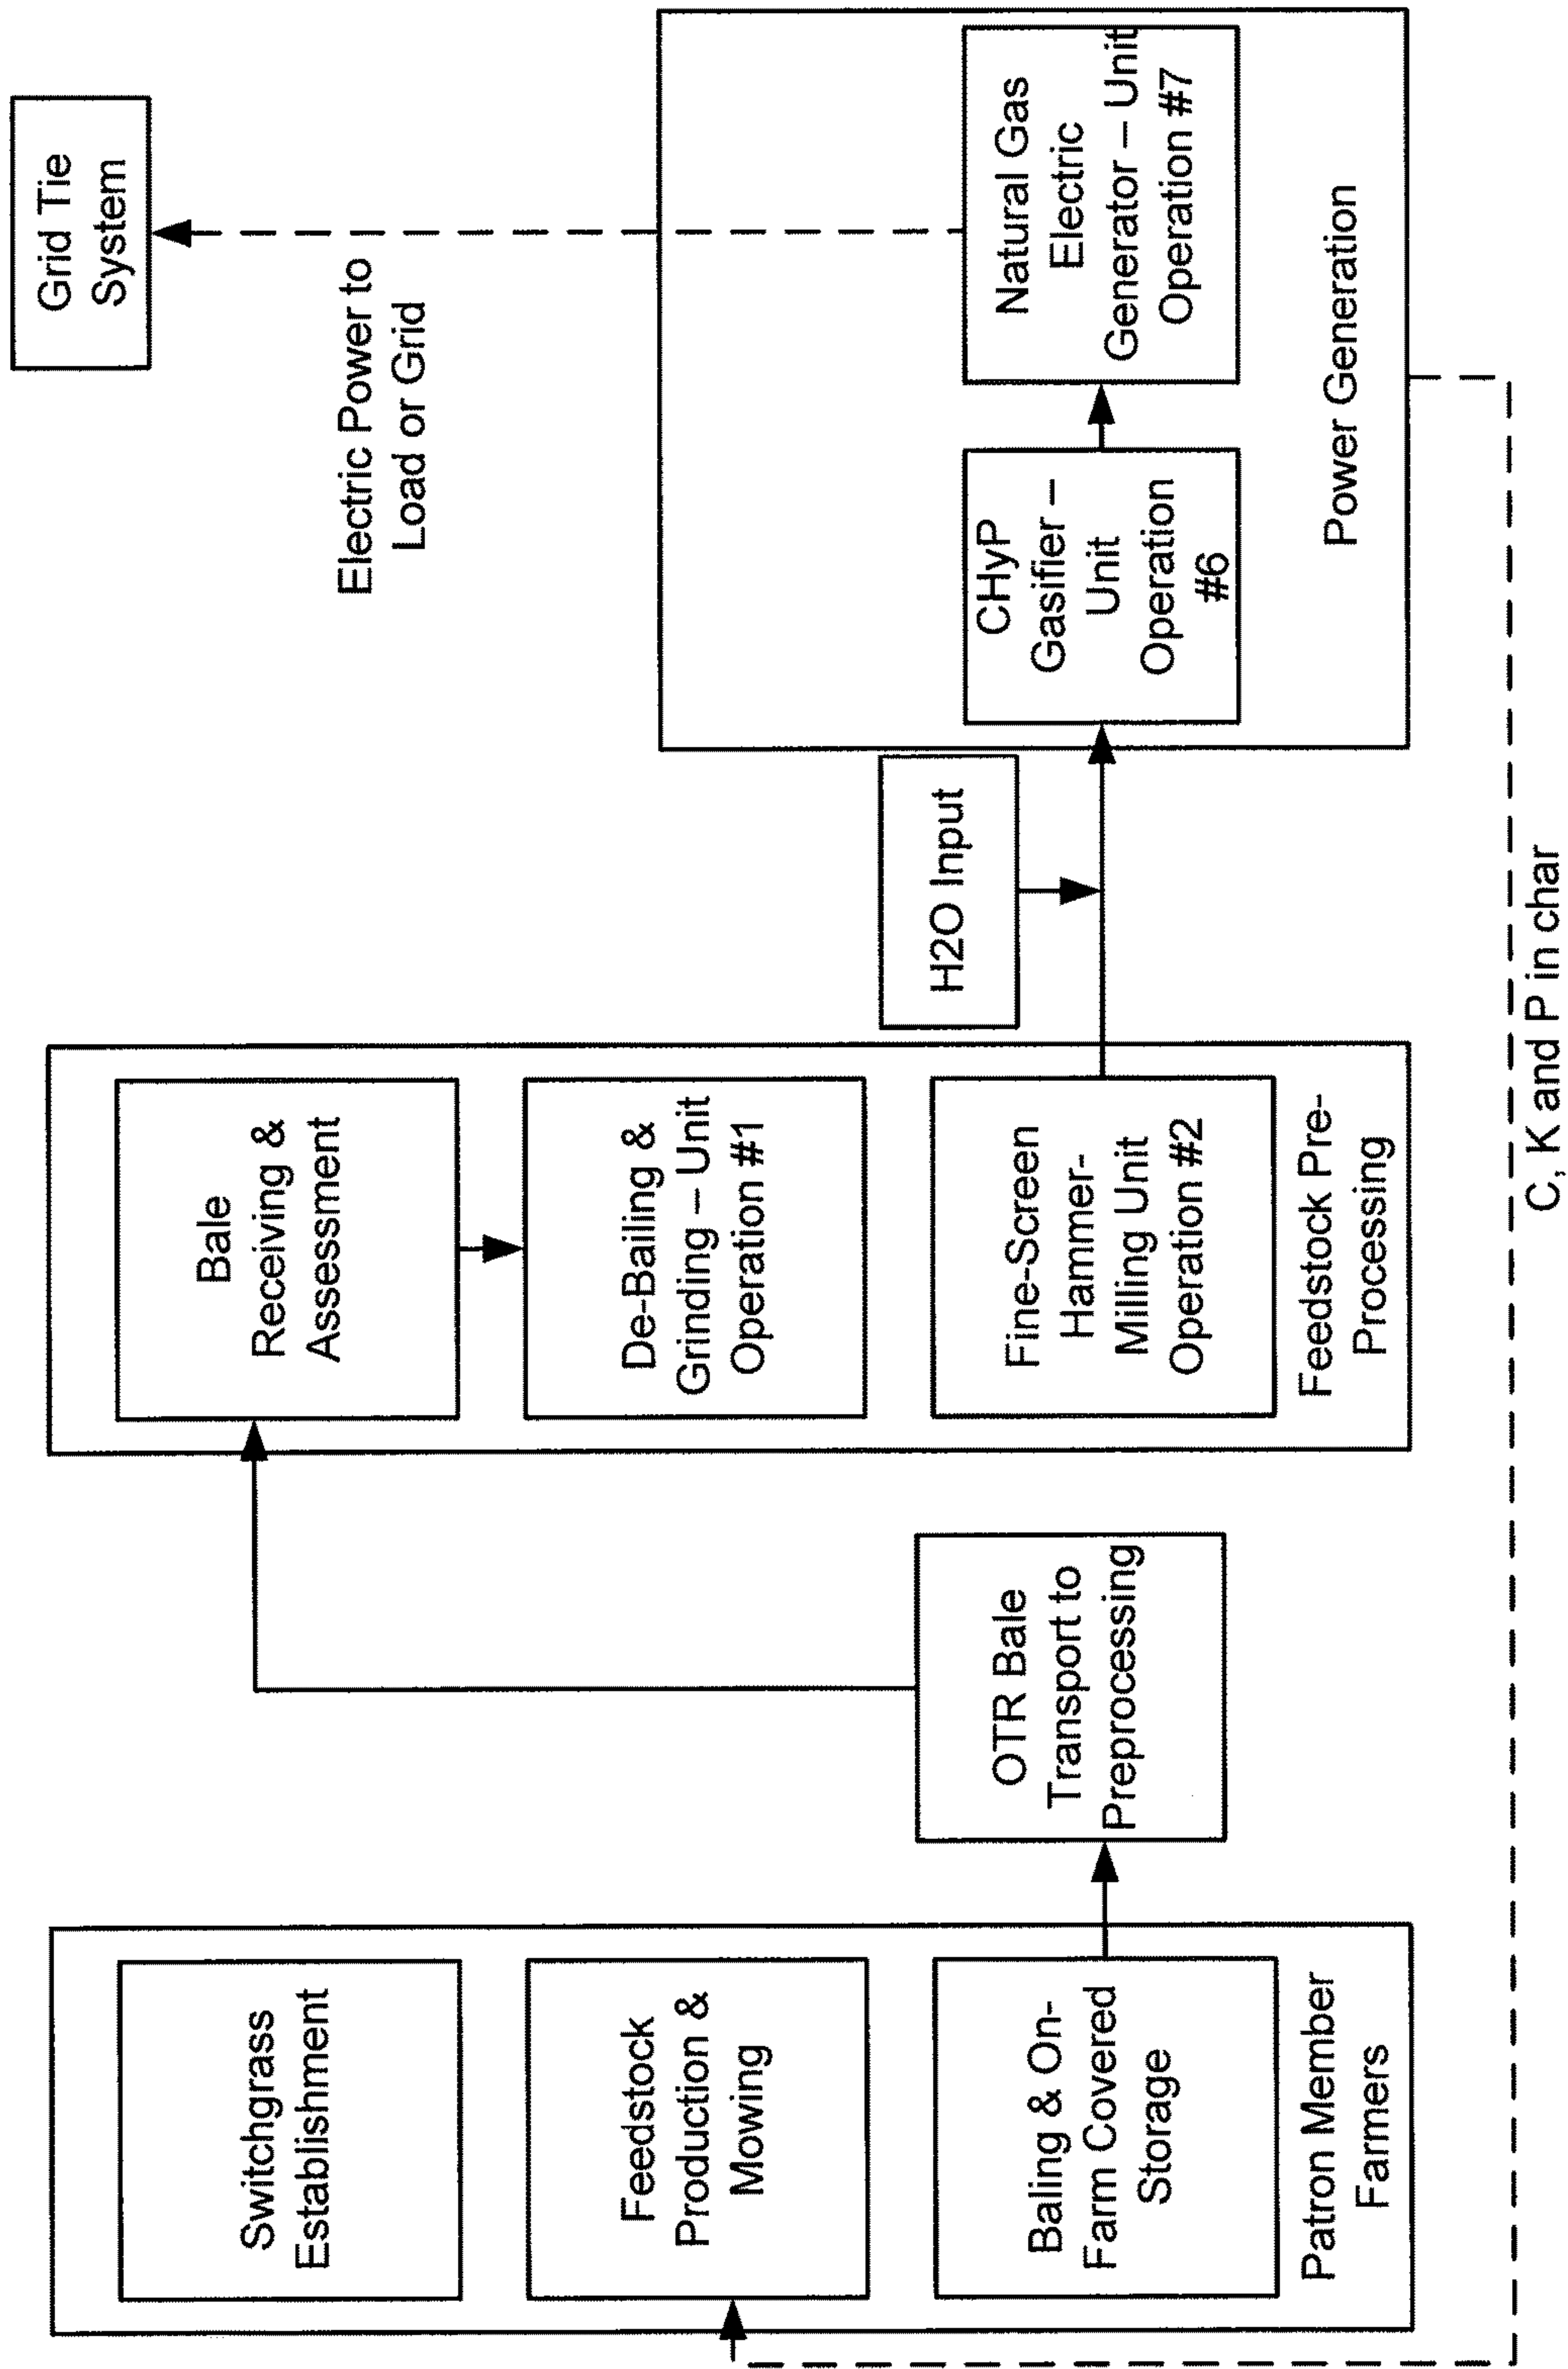 Switchgrass
Establishment
Feedstock
Production &
Mowing
Baling & On-
Farm Covered
Storage
Patron Member
Farmers
OTR Bale
Transport to
Preprocessing
Bale
Receiving &
Assessment
De-Bailing &
Grinding – Unit
Operation #1
Fine-Screen
Hammer-
Milling Unit
Operation #2
Feedstock Pre-
Processing
H2O Input
CHyP
Gasifier –
Unit
Operation
#6
Natural Gas
Electric
Generator – Unit
Operation #7
Power Generation
Electric Power to
Load or Grid
Grid Tie
System
C, K and P in char